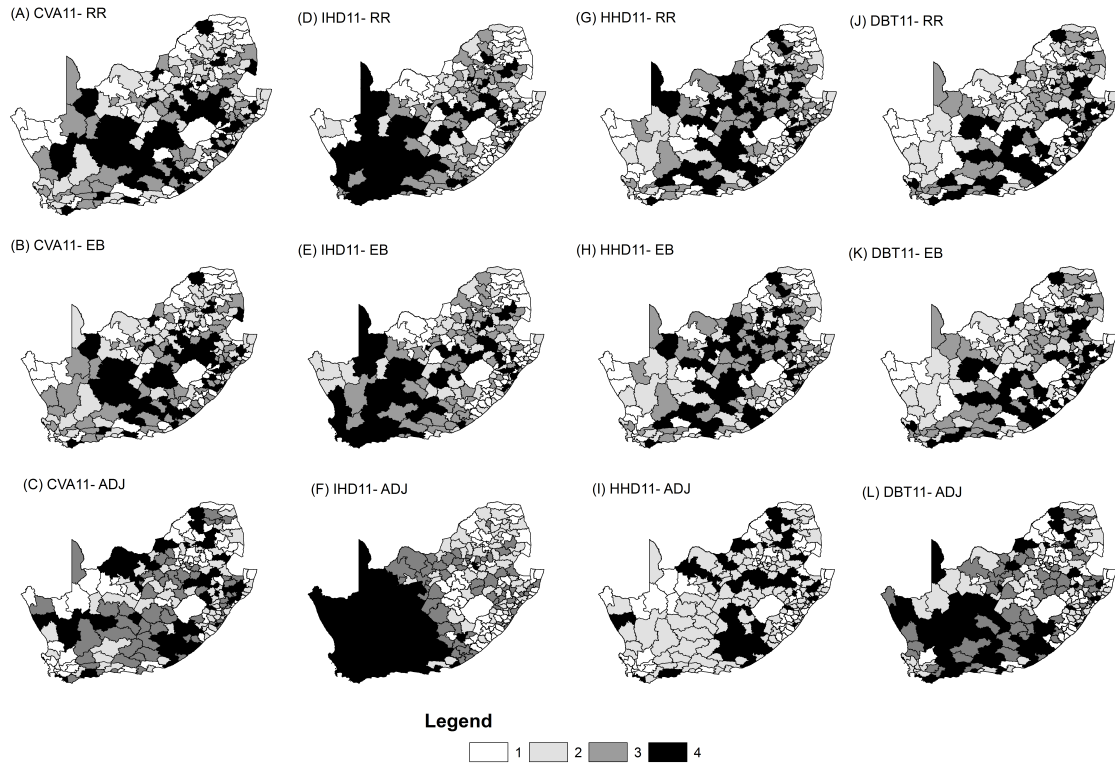 (A) CVA11- RR
(D) IHD11- RR
(G) HHD11- RR
(J) DBT11- RR
(B) CVA11- EB
(E) IHD11- EB
(H) HHD11- EB
(K) DBT11- EB
(C) CVA11- ADJ
(F) IHD11- ADJ
(I) HHD11- ADJ
(L) DBT11- ADJ
Legend
1 2 3 4